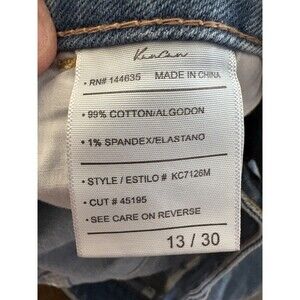 KanCan
• RN# 144635 MADE IN CHINA
• 99% COTTON/ALGODON
• 1% SPANDEX/ELASTANO
• STYLE / ESTILO # KC7126M
• CUT # 45195
• SEE CARE ON REVERSE
13 / 30